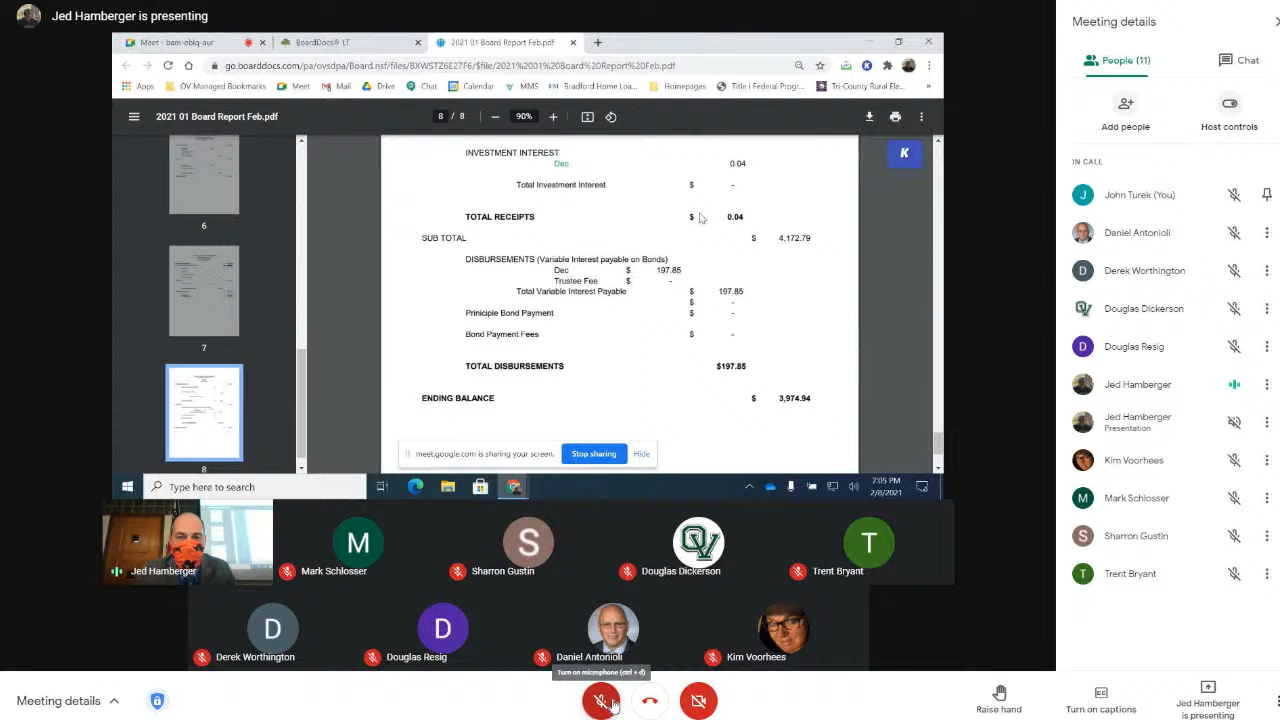 Jed Hamberger is presenting
Meet - bam-ebiq-aur
BoardDocs® LT
2021 01 Board Report Feb.pdf
go.boarddocs.com/pa/ovsdpa/Board.nsf/files/BXWSTZ6E27F6/$file/2021%2001%20Board%20Report%20Feb.pdf
Apps
OV Managed Bookmarks
Meet
Mail
Drive
Chat
Calendar
MMS
Bradford Home Loa...
Homepages
Title I Federal Progr...
Tri-County Rural Ele...
»
2021 01 Board Report Feb.pdf
8 / 8
90%
6
7
8
INVESTMENT INTEREST
Dec 0.04
Total Investment Interest $ -
TOTAL RECEIPTS $ 0.04
SUB TOTAL $ 4,172.79
DISBURSEMENTS (Variable Interest payable on Bonds)
Dec $ 197.85
Trustee Fee $ -
Total Variable Interest Payable $ 197.85
$ -
Priniciple Bond Payment $ -
Bond Payment Fees $ -
TOTAL DISBURSEMENTS $197.85
ENDING BALANCE $ 3,974.94
K
meet.google.com is sharing your screen.
Stop sharing
Hide
Type here to search
7:05 PM
2/8/2021
Jed Hamberger
M
Mark Schlosser
S
Sharron Gustin
OV
Douglas Dickerson
T
Trent Bryant
D
Derek Worthington
D
Douglas Resig
Daniel Antonioli
Kim Voorhees
Turn on microphone (ctrl + d)
Meeting details
Raise hand
Turn on captions
Jed Hamberger
is presenting
Meeting details
People (11)
Chat
Add people
Host controls
IN CALL
J
John Turek (You)
Daniel Antonioli
D
Derek Worthington
OV
Douglas Dickerson
D
Douglas Resig
Jed Hamberger
Jed Hamberger
Presentation
Kim Voorhees
M
Mark Schlosser
S
Sharron Gustin
T
Trent Bryant